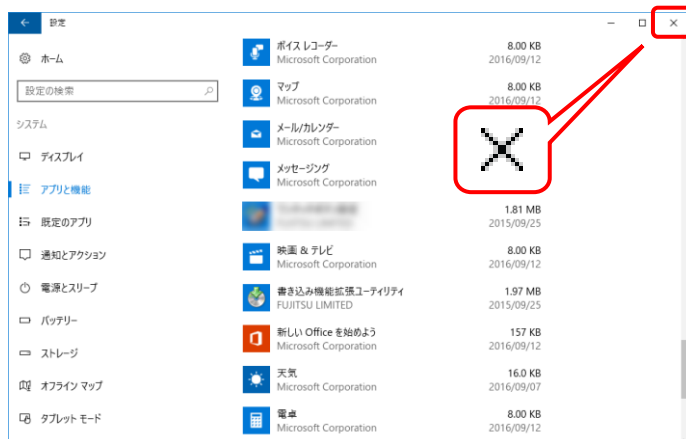 設定
ホーム
設定の検索
システム
ディスプレイ
アプリと機能
既定のアプリ
通知とアクション
電源とスリープ
バッテリー
ストレージ
オフライン マップ
タブレット モード
ボイス レコーダー
8.00 KB
Microsoft Corporation
2016/09/12
マップ
8.00 KB
Microsoft Corporation
2016/09/12
メール/カレンダー
Microsoft Corporation
メッセージング
Microsoft Corporation
1.81 MB
2015/09/25
映画 & テレビ
8.00 KB
Microsoft Corporation
2016/09/12
書き込み機能拡張ユーティリティ
1.97 MB
FUJITSU LIMITED
2015/09/25
新しい Office を始めよう
157 KB
Microsoft Corporation
2016/09/12
天気
16.0 KB
Microsoft Corporation
2016/09/07
電卓
8.00 KB
Microsoft Corporation
2016/09/12